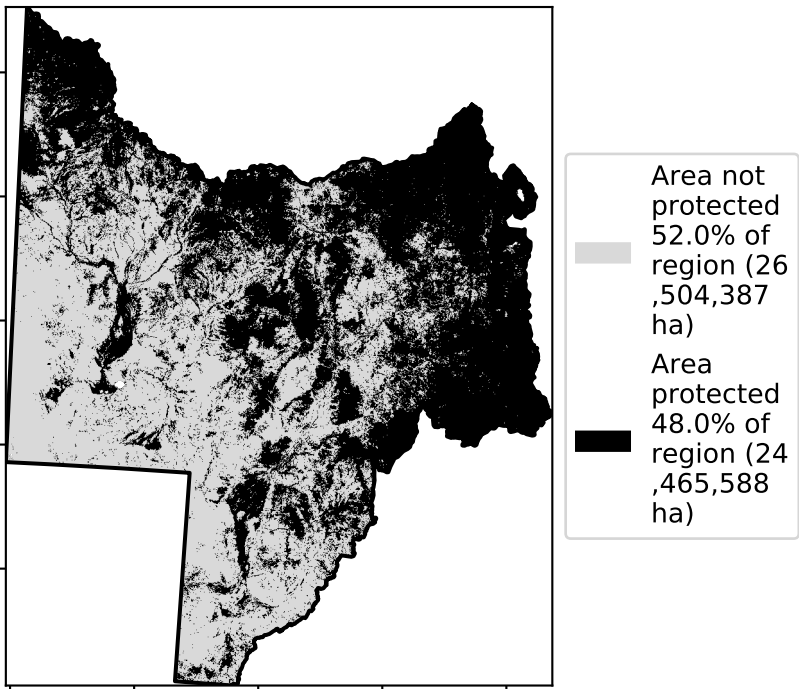 Area not
protected
52.0% of
region (26
,504,387
ha)
Area
protected
48.0% of
region (24
,465,588
ha)